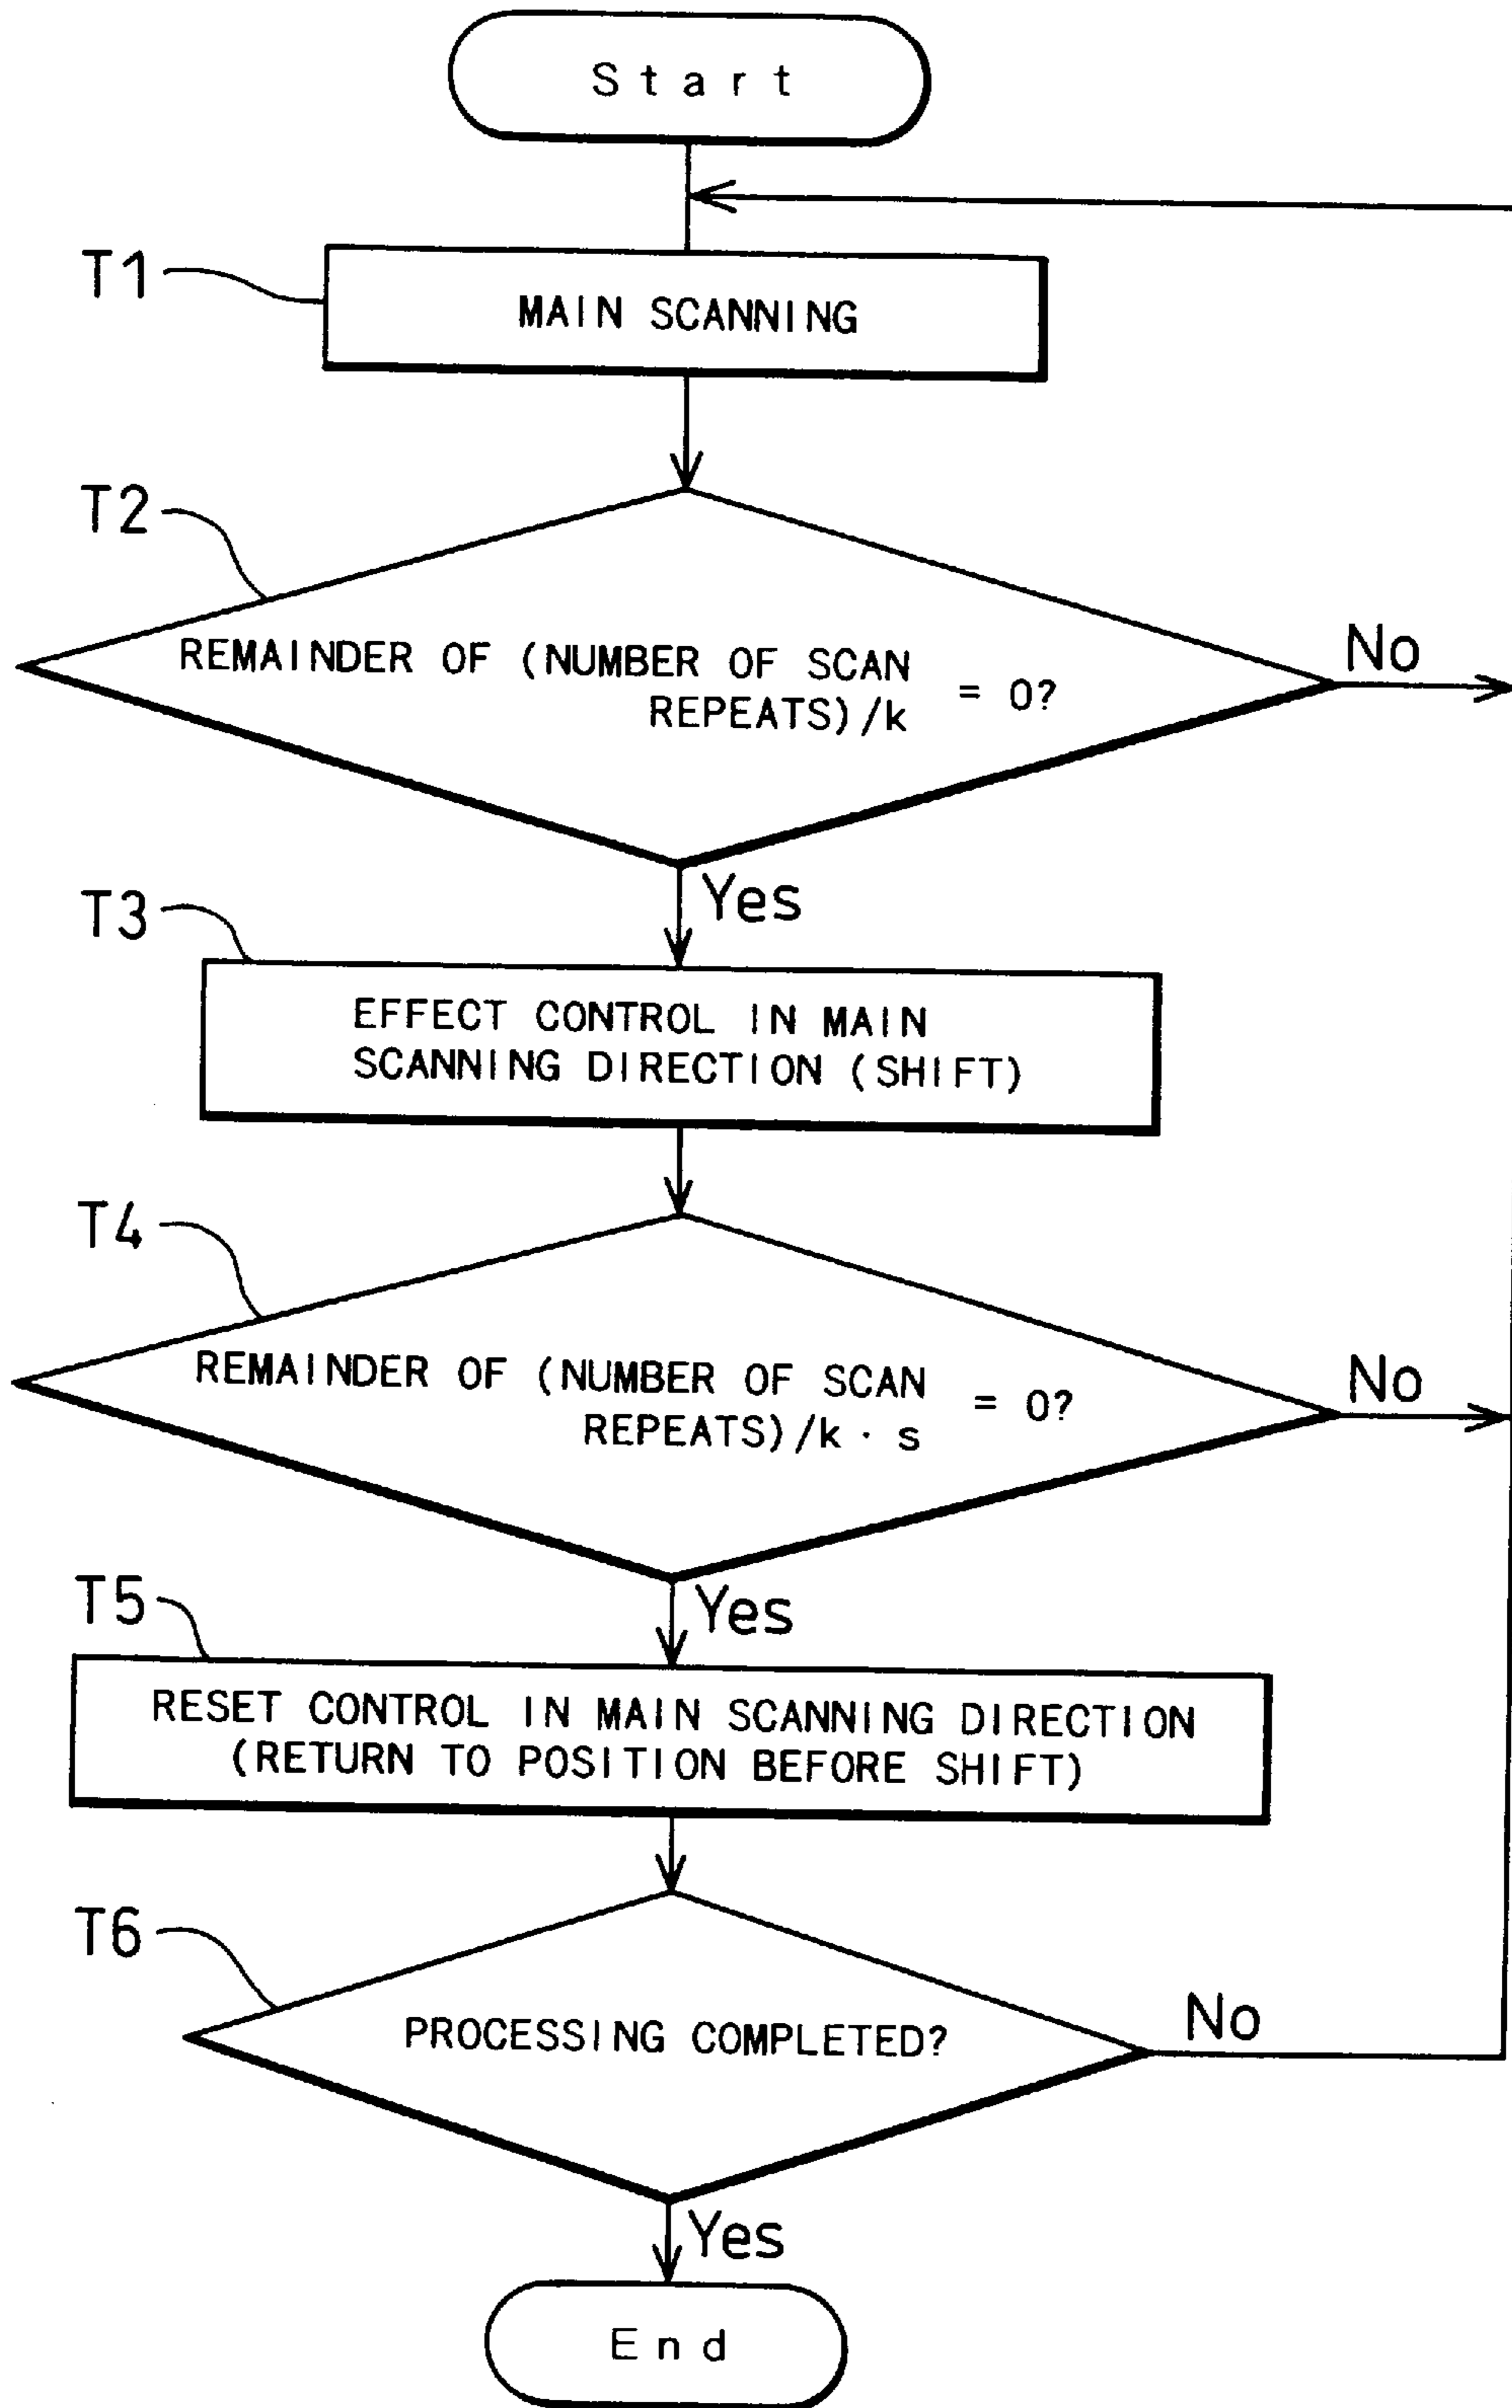 Start
T1
MAIN SCANNING
T2
REMAINDER OF (NUMBER OF SCAN
REPEATS)/k = 0?
No
Yes
T3
EFFECT CONTROL IN MAIN
SCANNING DIRECTION (SHIFT)
T4
REMAINDER OF (NUMBER OF SCAN
REPEATS)/k · s = 0?
No
Yes
T5
RESET CONTROL IN MAIN SCANNING DIRECTION
(RETURN TO POSITION BEFORE SHIFT)
T6
PROCESSING COMPLETED?
No
Yes
End